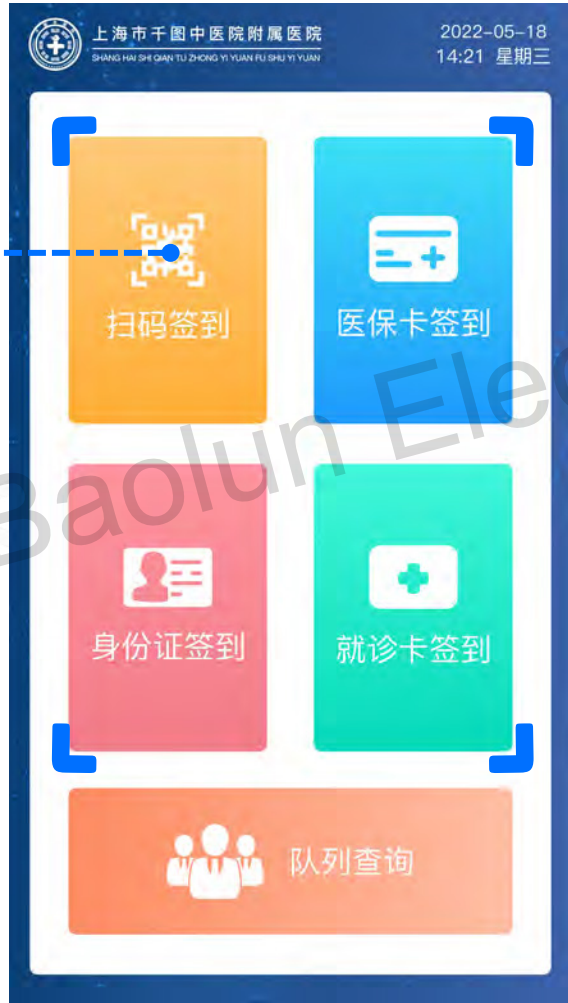 上海市千图中医院附属医院
SHANG HAI SHI QIAN TU ZHONG YI YUAN FU SHU YI YUAN
2022-05-18
14:21 星期三
扫码签到
医保卡签到
Baolun Elec
身份证签到
就诊卡签到
队列查询